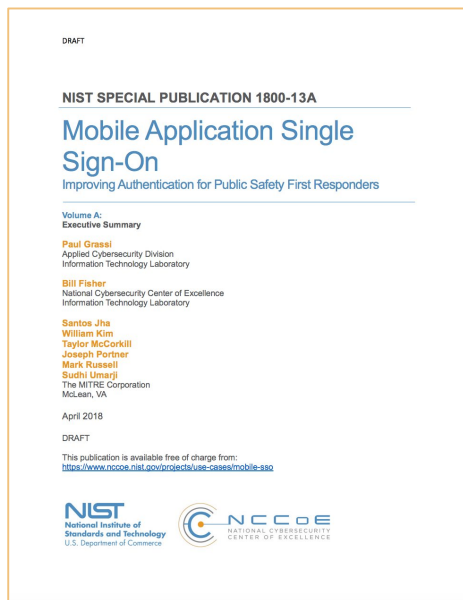 DRAFT
NIST SPECIAL PUBLICATION 1800-13A
Mobile Application Single
Sign-On
Improving Authentication for Public Safety First Responders
Volume A:
Executive Summary
Paul Grassi
Applied Cybersecurity Division
Information Technology Laboratory
Bill Fisher
National Cybersecurity Center of Excellence
Information Technology Laboratory
Santos Jha
William Kim
Taylor McCorkill
Joseph Portner
Mark Russell
Sudhi Umarji
The MITRE Corporation
McLean, VA
April 2018
DRAFT
This publication is available free of charge from:
https://www.nccoe.nist.gov/projects/use-cases/mobile-sso
NIST
National Institute of
Standards and Technology
U.S. Department of Commerce
NCCoE
NATIONAL CYBERSECURITY
CENTER OF EXCELLENCE